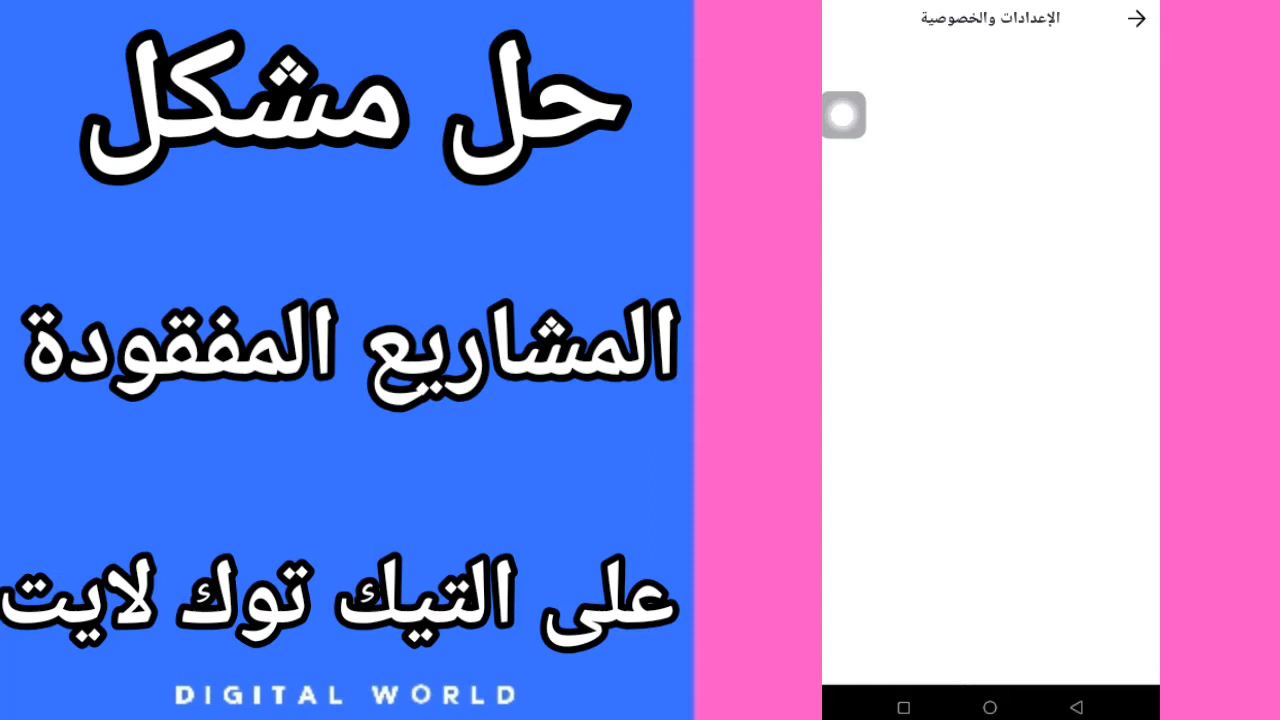 حل مشكل
المشاريع المفقودة
على التيك توك لايت
DIGITAL WORLD
الإعدادات والخصوصية